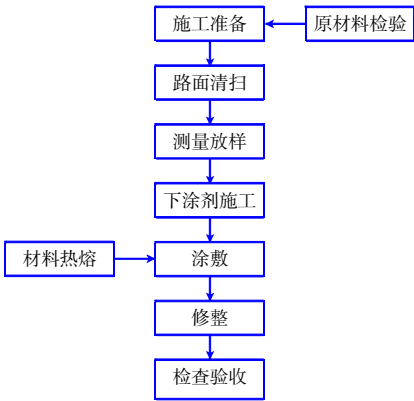 施工准备
原材料检验
路面清扫
测量放样
下涂剂施工
材料热熔
涂敷
修整
检查验收